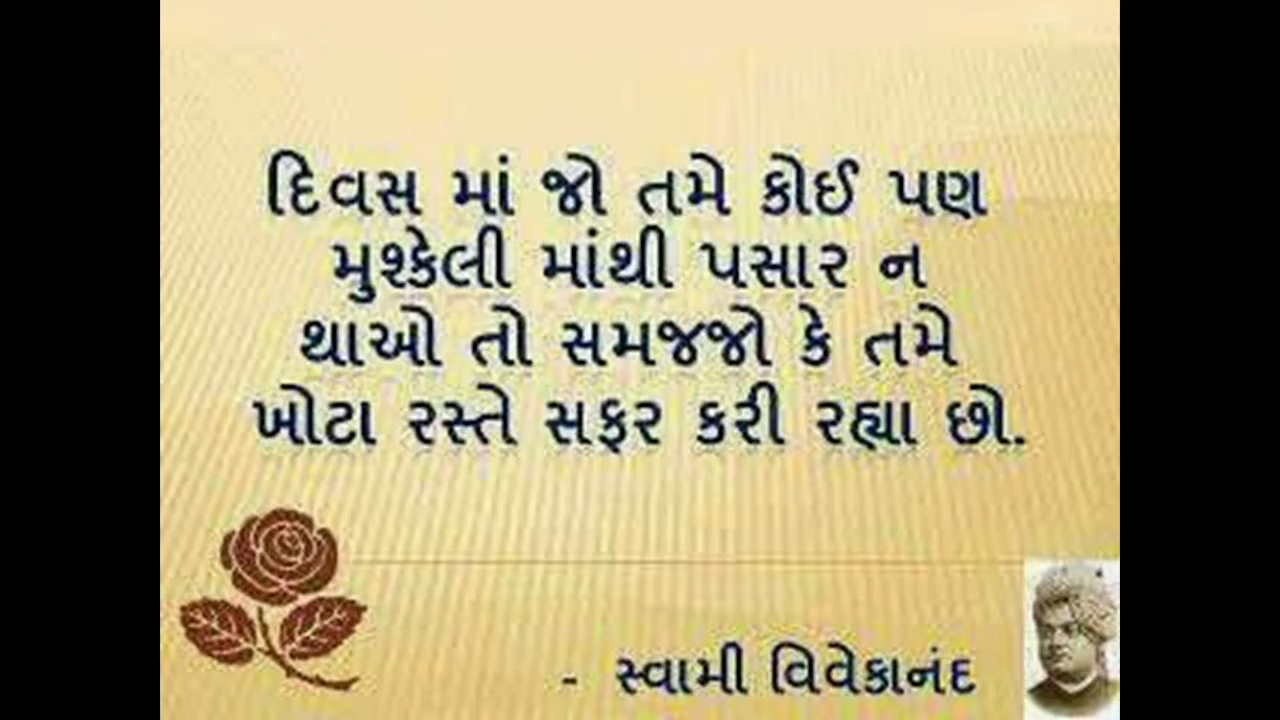 દિવસ માં જો તમે કોઈ પણ
મુશ્કેલી માંથી પસાર ન
થાઓ તો સમજજો કે તમે
ખોટા રસ્તે સફર કરી રહ્યા છો.
- સ્વામી વિવેકાનંદ